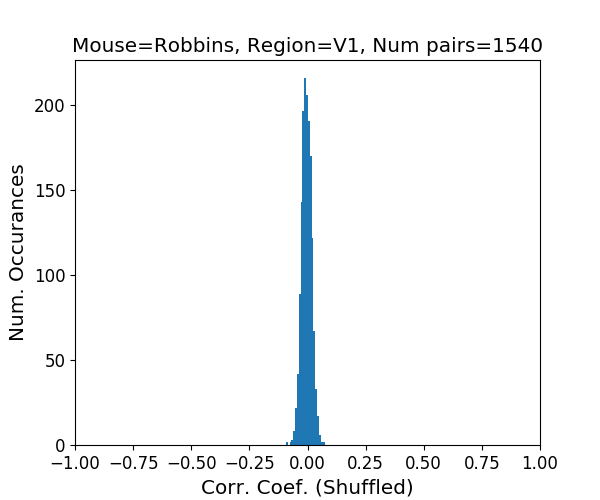 Mouse=Robbins, Region=V1, Num pairs=1540
Num. Occurances
200
150
100
50
0
−1.00 −0.75 −0.50 −0.25 0.00 0.25 0.50 0.75 1.00
Corr. Coef. (Shuffled)